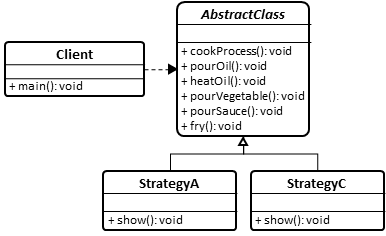 AbstractClass
Client
+ main(): void
+ cookProcess(): void
+ pourOil(): void
+ heatOil(): void
+ pourVegetable(): void
+ pourSauce(): void
+ fry(): void
StrategyA
+ show(): void
StrategyC
+ show(): void